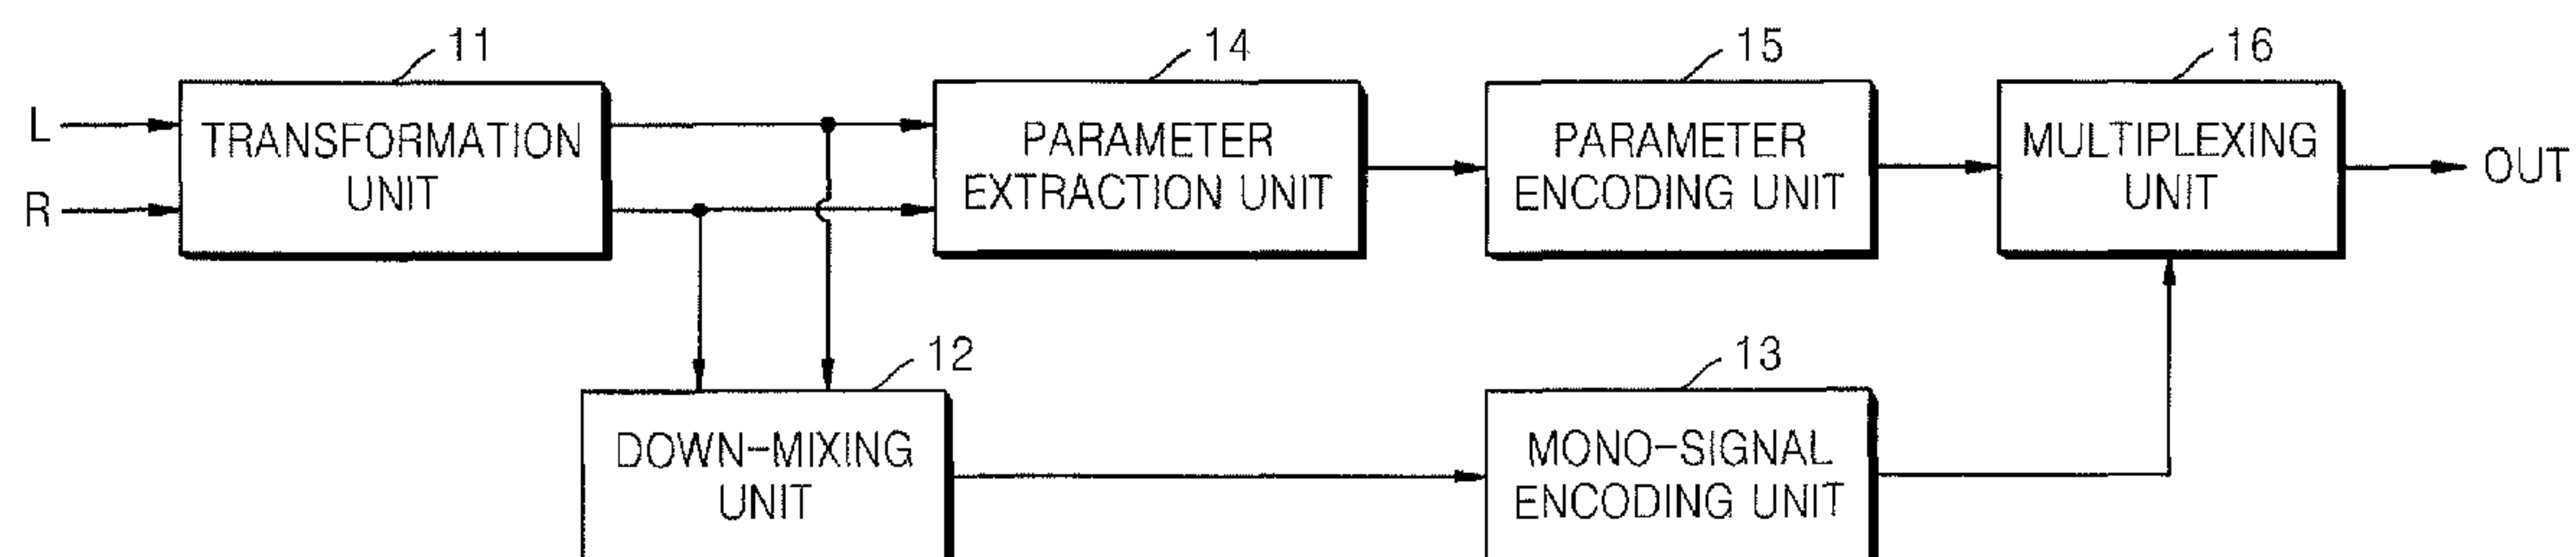 11
14
15
16
L
TRANSFORMATION
UNIT
PARAMETER
EXTRACTION UNIT
PARAMETER
ENCODING UNIT
MULTIPLEXING
UNIT
OUT
R
12
13
DOWN-MIXING
UNIT
MONO-SIGNAL
ENCODING UNIT